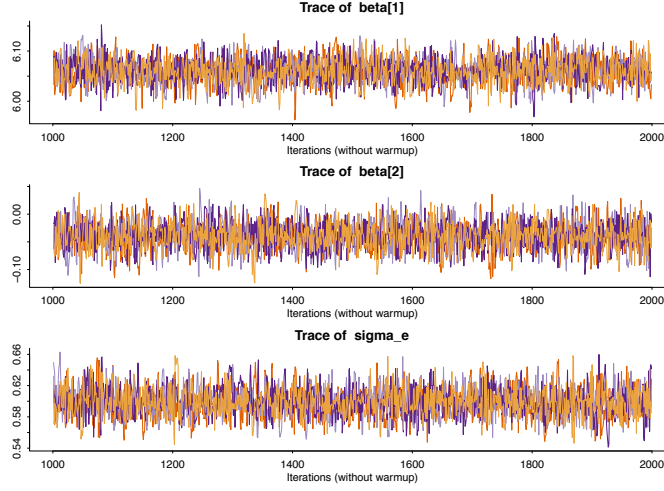 Trace of beta[1]
6.10
6.00
1000 1200 1400 1600 1800 2000
Iterations (without warmup)
Trace of beta[2]
0.00
−0.10
1000 1200 1400 1600 1800 2000
Iterations (without warmup)
Trace of sigma_e
0.66
0.62
0.58
0.54
1000 1200 1400 1600 1800 2000
Iterations (without warmup)